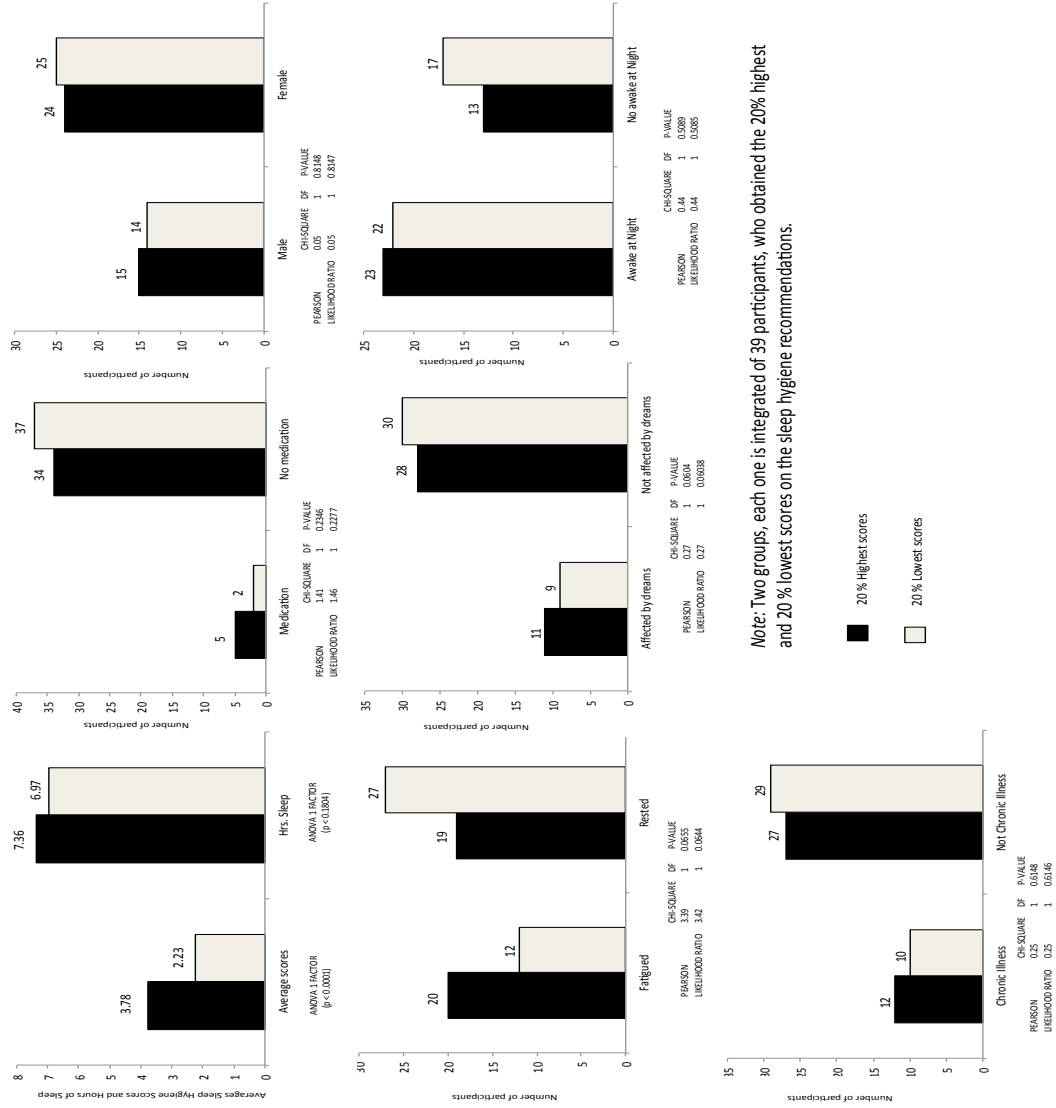 Averages Sleep Hygiene Scores and Hours of Sleep
8
7
6
5
4
3
2
1
0
3.78
2.23
7.36
6.97
Average scores
Hrs. Sleep
ANOVA 1 FACTOR
(p < 0.0001)
ANOVA 1 FACTOR
(p < 0.1804)
Number of participants
40
35
30
25
20
15
10
5
0
5
2
34
37
Medication
No medication
CHI-SQUARE DF P-VALUE
PEARSON 1.41 1 0.2346
LIKELIHOOD RATIO 1.46 1 0.2277
Number of participants
30
25
20
15
10
5
0
15
14
24
25
Male
Female
CHI-SQUARE DF P-VALUE
PEARSON 0.05 1 0.8148
LIKELIHOOD RATIO 0.05 1 0.8147
Number of participants
30
25
20
15
10
5
0
20
12
19
27
Fatigued
Rested
CHI-SQUARE DF P-VALUE
PEARSON 3.39 1 0.0655
LIKELIHOOD RATIO 3.42 1 0.0644
Number of participants
35
30
25
20
15
10
5
0
11
9
28
30
Affected by dreams
Not affected by dreams
CHI-SQUARE DF P-VALUE
PEARSON 0.27 1 0.0604
LIKELIHOOD RATIO 0.27 1 0.06038
Number of participants
25
20
15
10
5
0
23
22
13
17
Awake at Night
No awake at Night
CHI-SQUARE DF P-VALUE
PEARSON 0.44 1 0.5089
LIKELIHOOD RATIO 0.44 1 0.5085
Number of participants
35
30
25
20
15
10
5
0
12
10
27
29
Chronic Illness
Not Chronic Illness
CHI-SQUARE DF P-VALUE
PEARSON 0.25 1 0.6148
LIKELIHOOD RATIO 0.25 1 0.6146
Note: Two groups, each one is integrated of 39 participants, who obtained the 20% highest
and 20 % lowest scores on the sleep hygiene recommendations.
20 % Highest scores
20 % Lowest scores